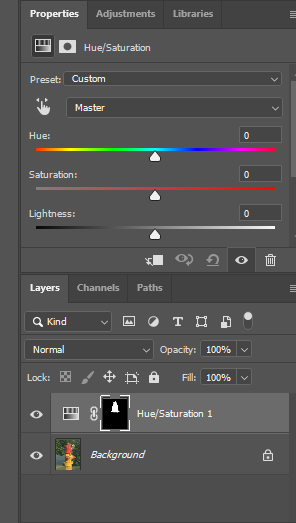 Properties Adjustments Libraries
Hue/Saturation
Preset: Custom
Master
Hue: 0
Saturation: 0
Lightness: 0
Layers Channels Paths
Kind
Normal Opacity: 100%
Lock: Fill: 100%
Hue/Saturation 1
Background